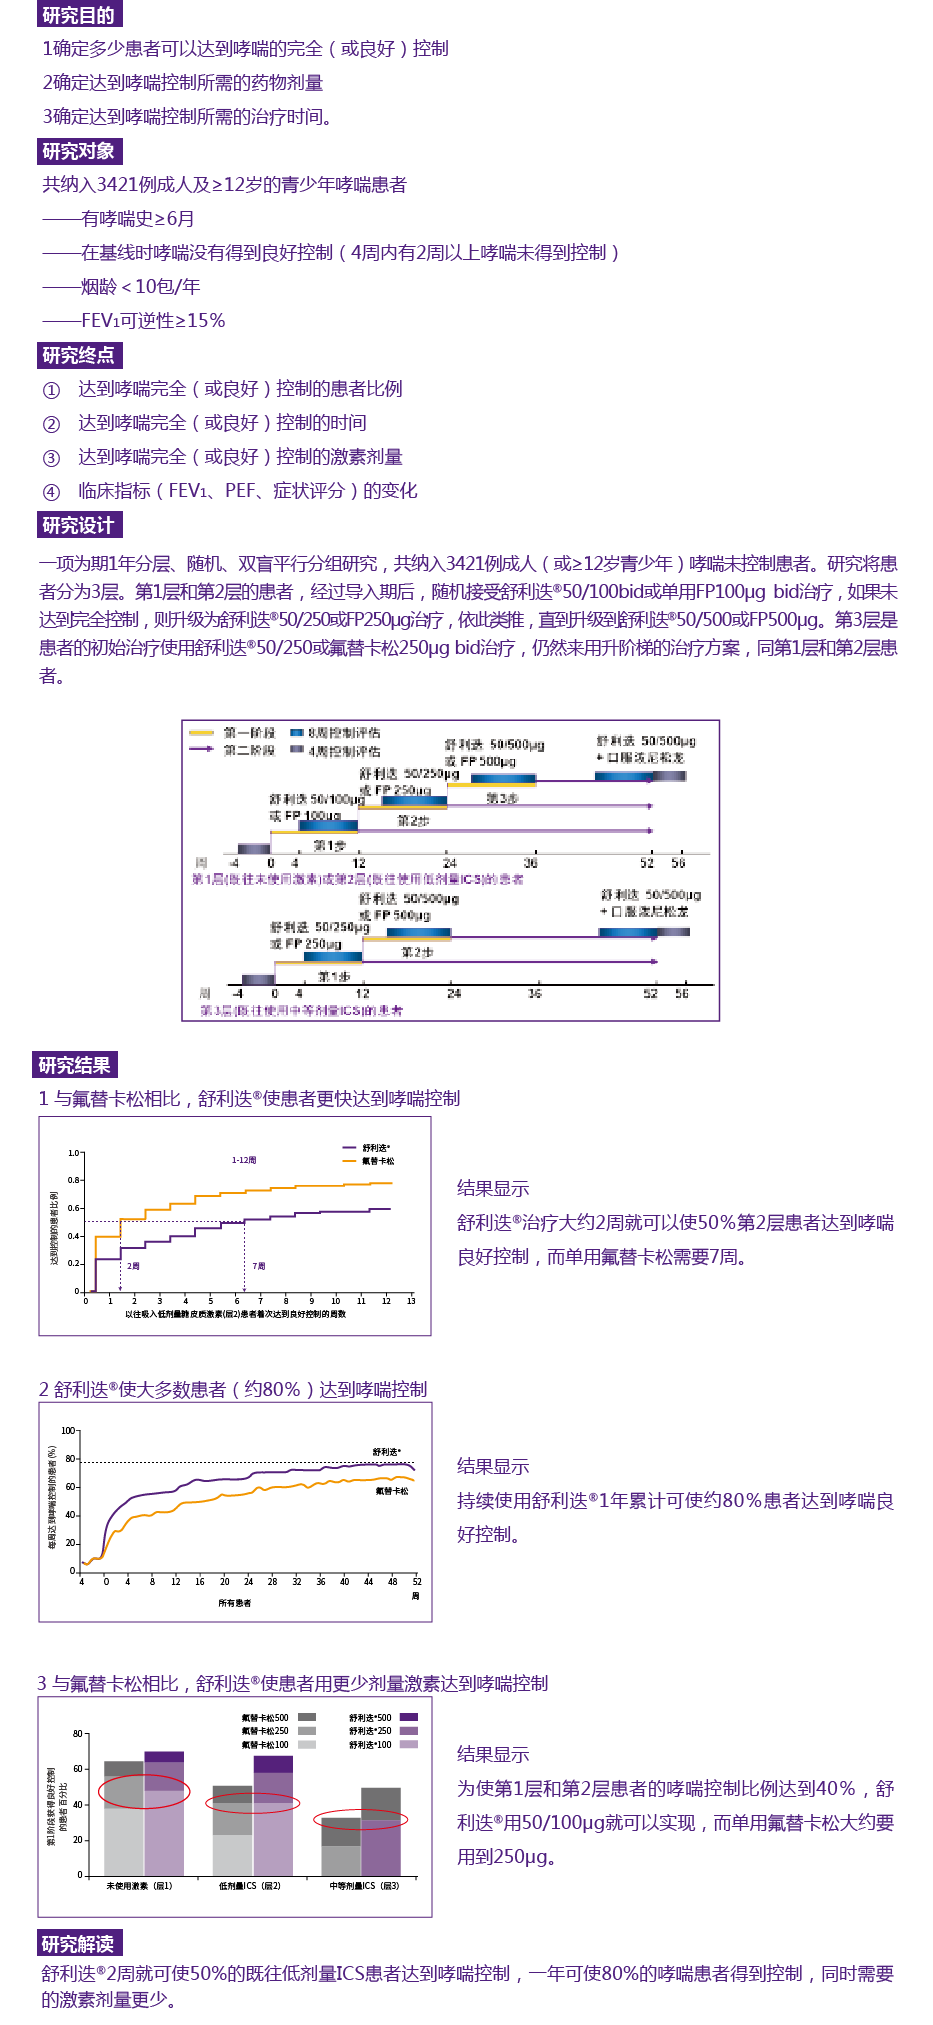 研究目的
1确定多少患者可以达到哮喘的完全（或良好）控制
2确定达到哮喘控制所需的药物剂量
3确定达到哮喘控制所需的治疗时间。
研究对象
共纳入3421例成人及≥12岁的青少年哮喘患者
——有哮喘史≥6月
——在基线时哮喘没有得到良好控制（4周内有2周以上哮喘未得到控制）
——烟龄＜10包/年
——FEV₁可逆性≥15%
研究终点
① 达到哮喘完全（或良好）控制的患者比例
② 达到哮喘完全（或良好）控制的时间
③ 达到哮喘完全（或良好）控制的激素剂量
④ 临床指标（FEV₁、PEF、症状评分）的变化
研究设计
一项为期1年分层、随机、双盲平行分组研究，共纳入3421例成人（或≥12岁青少年）哮喘未控制患者。研究将患
者分为3层。第1层和第2层的患者，经过导入期后，随机接受舒利迭®50/100bid或单用FP100μg bid治疗，如果未
达到完全控制，则升级为舒利迭®50/250或FP250μg治疗，依此类推，直到升级到舒利迭®50/500或FP500μg。第3层是
患者的初始治疗使用舒利迭®50/250或氟替卡松250μg bid治疗，仍然来用升阶梯的治疗方案，同第1层和第2层患
者。
第一阶段 8周控制评估
第二阶段 4周控制评估
舒利迭 50/500μg
或 FP 500μg
舒利迭 50/500μg
+ 口服泼尼松龙
舒利迭 50/250μg
或 FP 250μg
舒利迭 50/100μg
或 FP 100μg
第3步
第2步
第1步
周 -4 0 4 12 24 36 52 56
第1层(既往未使用激素)或第2层(既往使用低剂量ICS)的患者
舒利迭 50/500μg
或 FP 500μg
舒利迭 50/500μg
+ 口服泼尼松龙
舒利迭 50/250μg
或 FP 250μg
第2步
第1步
周 -4 0 4 12 24 36 52 56
第3层(既往使用中等剂量ICS)的患者
研究结果
1 与氟替卡松相比，舒利迭®使患者更快达到哮喘控制
舒利迭®
氟替卡松
1-12周
达到控制的患者比例
1.0
0.8
0.6
0.4
0.2
0
2周 7周
0 1 2 3 4 5 6 7 8 9 10 11 12 13
以往吸入低剂量糖皮质激素(层2)患者着次达到良好控制的周数
结果显示
舒利迭®治疗大约2周就可以使50%第2层患者达到哮喘
良好控制，而单用氟替卡松需要7周。
2 舒利迭®使大多数患者（约80%）达到哮喘控制
每周达到哮喘控制的患者(%)
100
80
60
40
20
0
舒利迭®
氟替卡松
4 0 4 8 12 16 20 24 28 32 36 40 44 48 52
周
所有患者
结果显示
持续使用舒利迭®1年累计可使约80%患者达到哮喘良
好控制。
3 与氟替卡松相比，舒利迭®使患者用更少剂量激素达到哮喘控制
氟替卡松500 舒利迭®500
氟替卡松250 舒利迭®250
氟替卡松100 舒利迭®100
第1阶段获得良好控制
的患者百分比
80
60
40
20
0
未使用激素（层1） 低剂量ICS（层2） 中等剂量ICS（层3）
结果显示
为使第1层和第2层患者的哮喘控制比例达到40%，舒
利迭®用50/100μg就可以实现，而单用氟替卡松大约要
用到250μg。
研究解读
舒利迭®2周就可使50%的既往低剂量ICS患者达到哮喘控制，一年可使80%的哮喘患者得到控制，同时需要
的激素剂量更少。